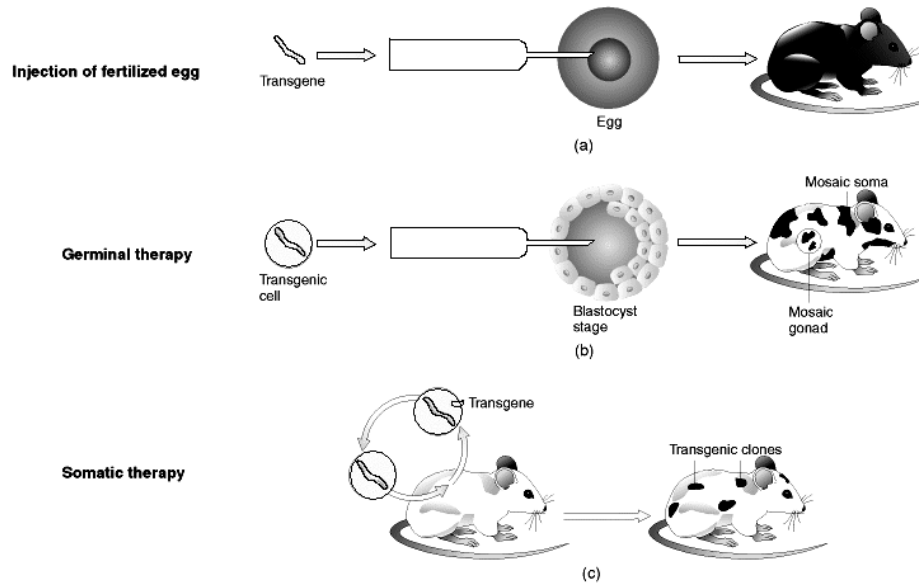 Injection of fertilized egg
Transgene
Egg
(a)
Germinal therapy
Transgenic
cell
Blastocyst
stage
Mosaic soma
Mosaic
gonad
(b)
Somatic therapy
Transgene
Transgenic clones
(c)